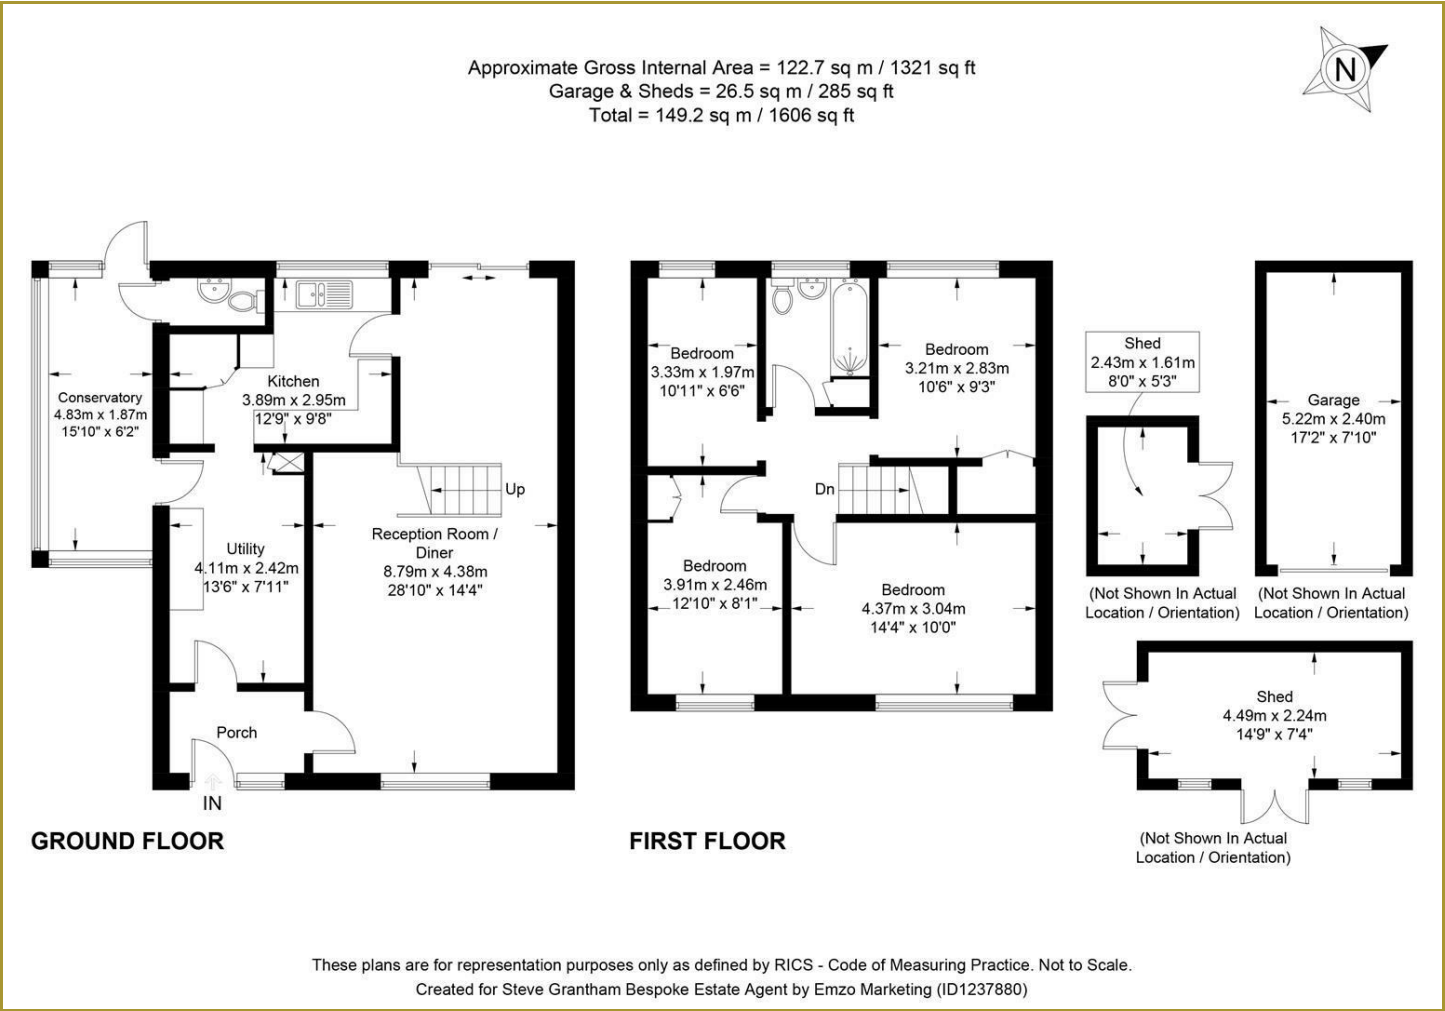 Approximate Gross Internal Area = 122.7 sq m / 1321 sq ft
Garage & Sheds = 26.5 sq m / 285 sq ft
Total = 149.2 sq m / 1606 sq ft
N
Conservatory
4.83m x 1.87m
15'10" x 6'2"
Kitchen
3.89m x 2.95m
12'9" x 9'8"
Up
Reception Room /
Diner
8.79m x 4.38m
28'10" x 14'4"
Utility
4.11m x 2.42m
13'6" x 7'11"
Porch
IN
GROUND FLOOR
Bedroom
3.33m x 1.97m
10'11" x 6'6"
Bedroom
3.21m x 2.83m
10'6" x 9'3"
Dn
Bedroom
3.91m x 2.46m
12'10" x 8'1"
Bedroom
4.37m x 3.04m
14'4" x 10'0"
FIRST FLOOR
Shed
2.43m x 1.61m
8'0" x 5'3"
(Not Shown In Actual
Location / Orientation)
Garage
5.22m x 2.40m
17'2" x 7'10"
(Not Shown In Actual
Location / Orientation)
Shed
4.49m x 2.24m
14'9" x 7'4"
(Not Shown In Actual
Location / Orientation)
These plans are for representation purposes only as defined by RICS - Code of Measuring Practice. Not to Scale.
Created for Steve Grantham Bespoke Estate Agent by Emzo Marketing (ID1237880)